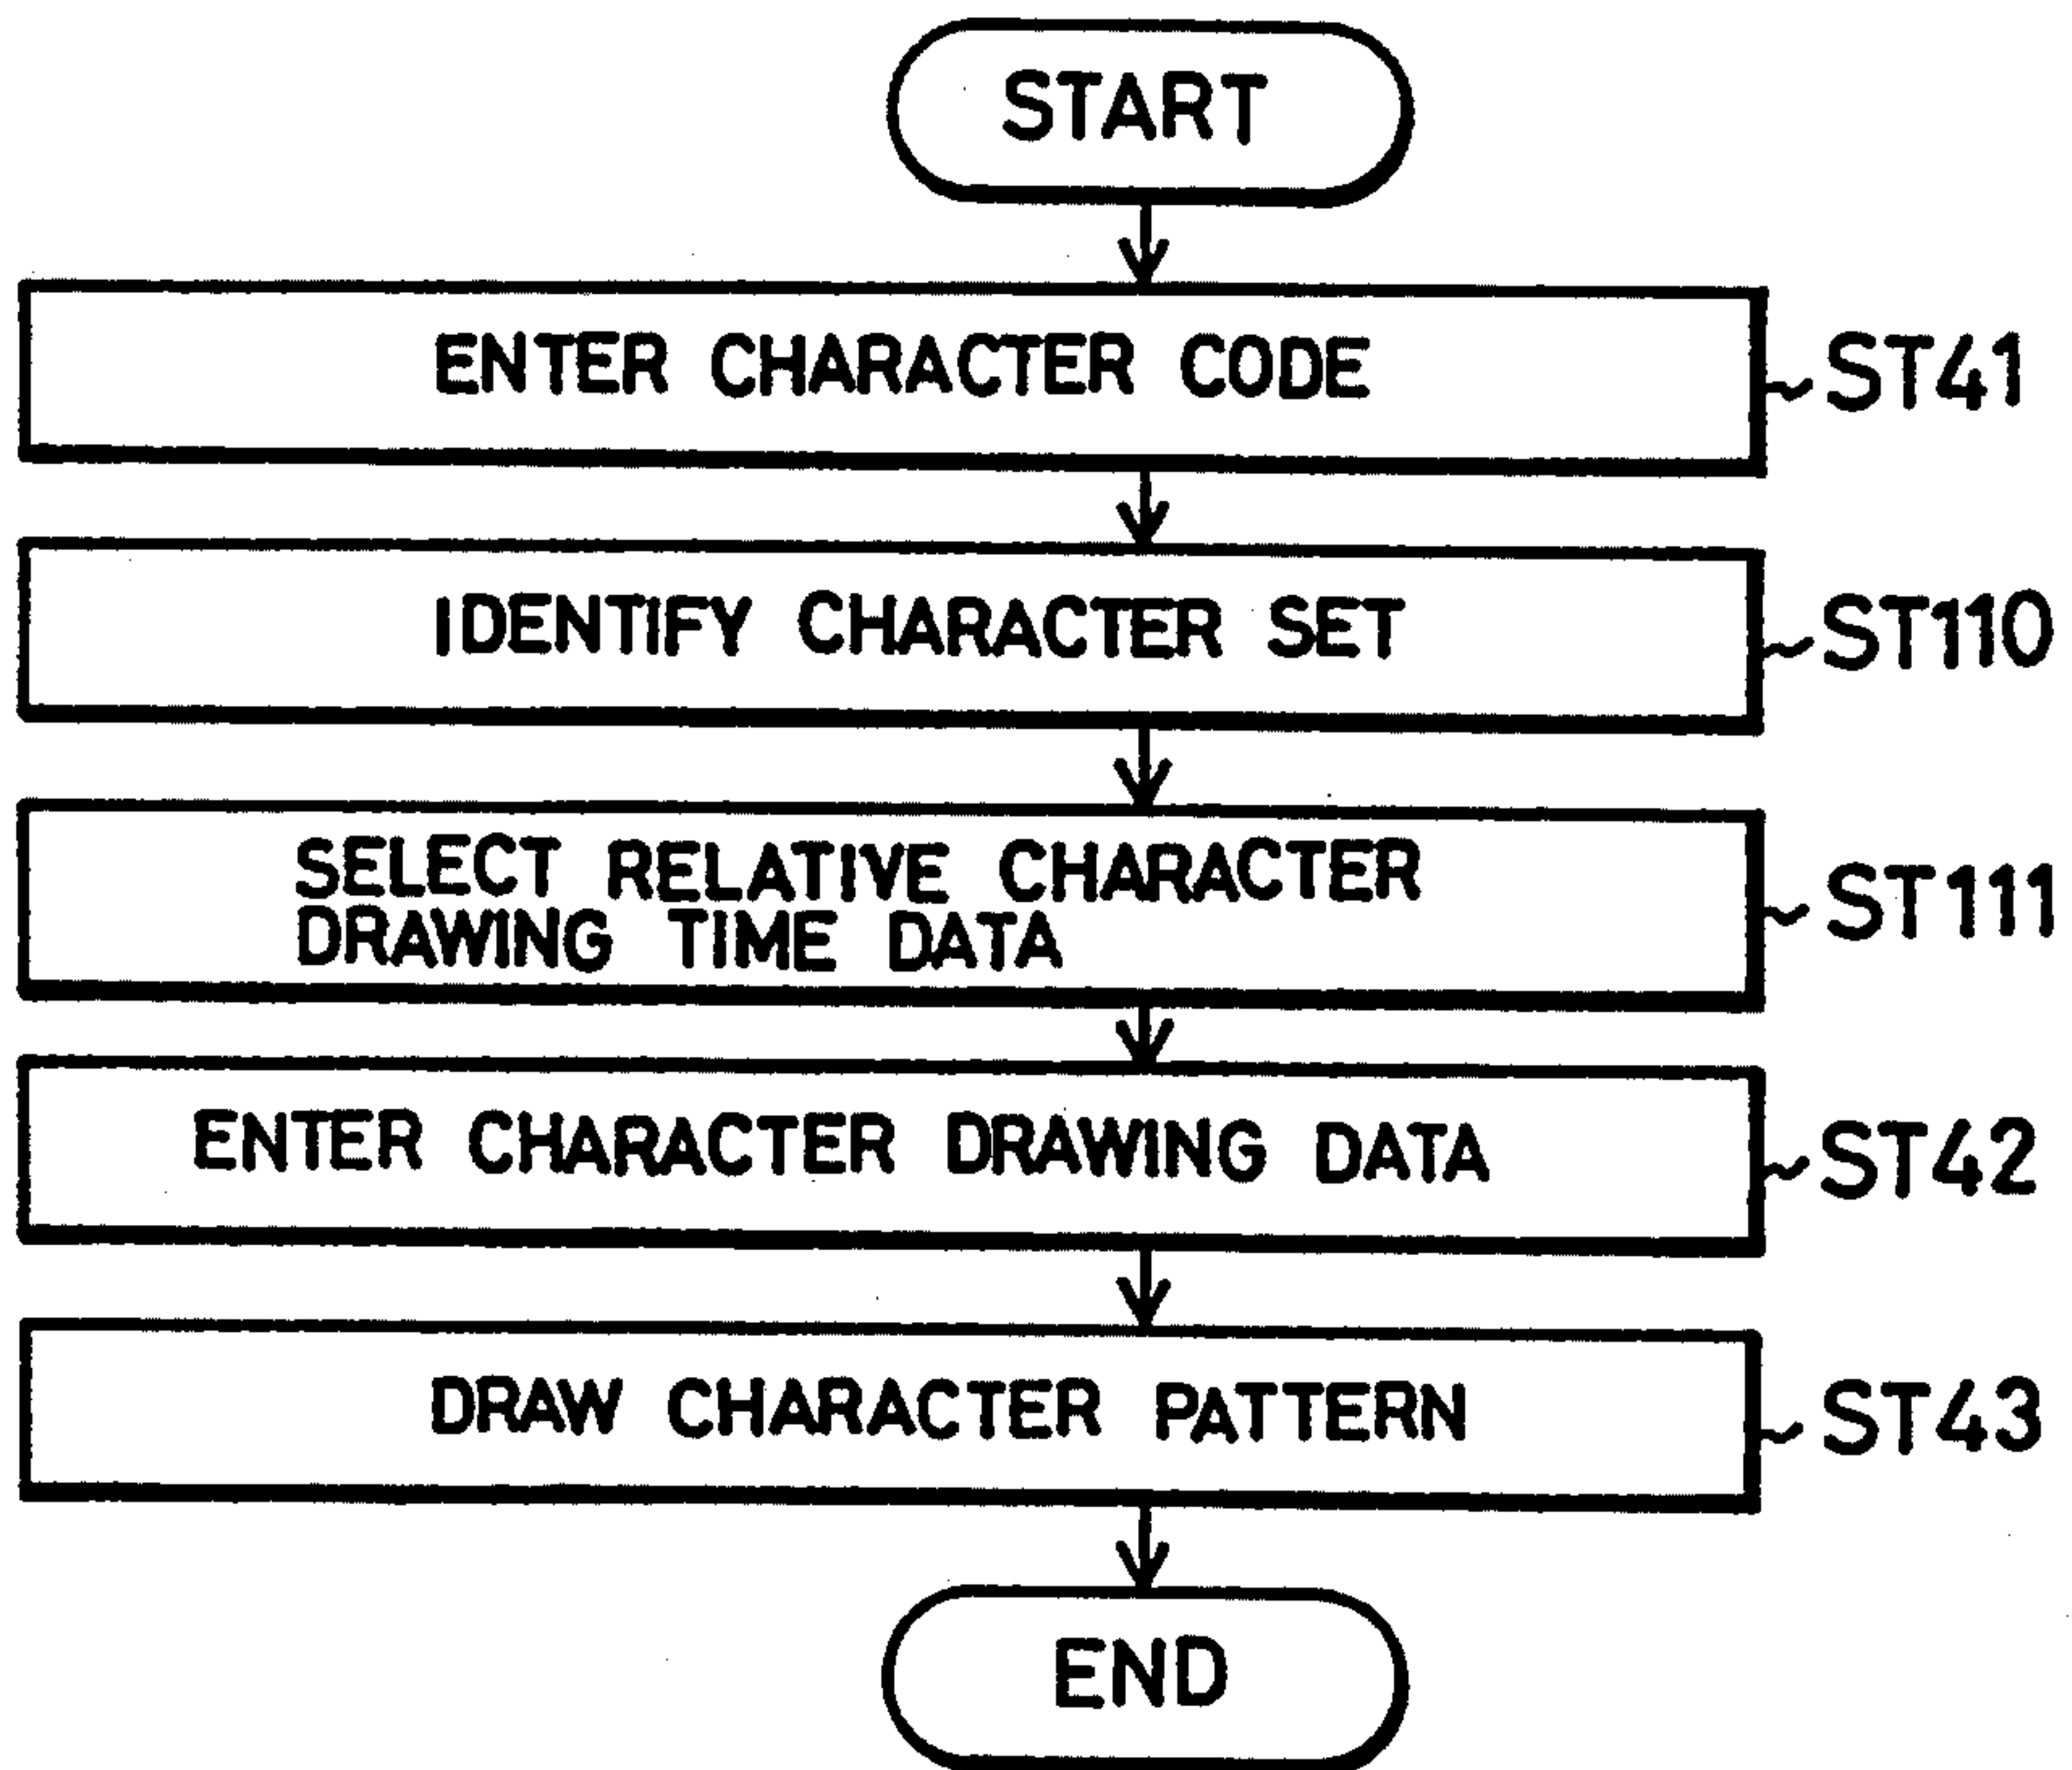 START
ENTER CHARACTER CODE
ST41
IDENTIFY CHARACTER SET
ST110
SELECT RELATIVE CHARACTER
DRAWING TIME DATA
ST111
ENTER CHARACTER DRAWING DATA
ST42
DRAW CHARACTER PATTERN
ST43
END